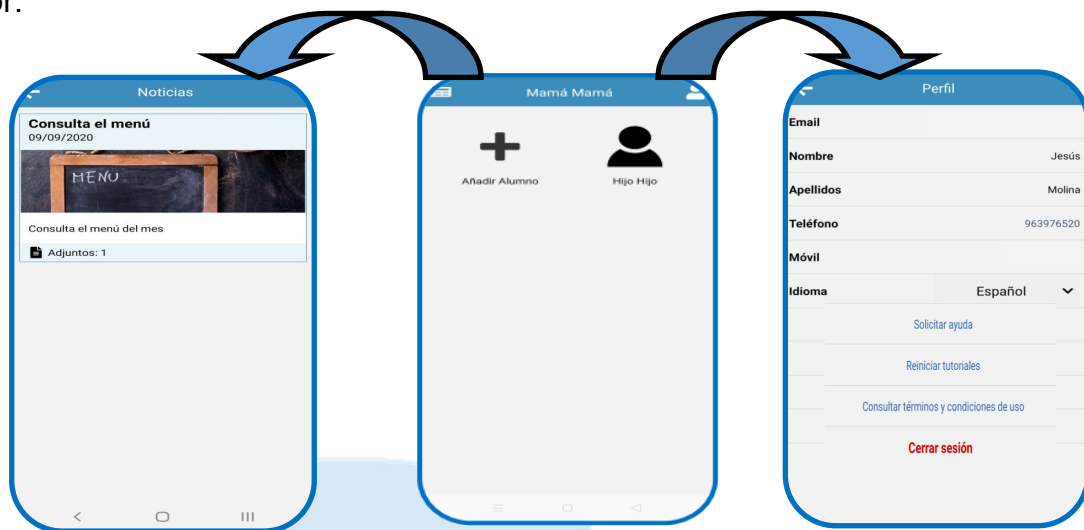 or.
Noticias
Consulta el menú
09/09/2020
MENU
Consulta el menú del mes
Adjuntos: 1
Mamá Mamá
Añadir Alumno
Hijo Hijo
Perfil
Email
Nombre Jesús
Apellidos Molina
Teléfono 963976520
Móvil
Idioma Español
Solicitar ayuda
Reiniciar tutoriales
Consultar términos y condiciones de uso
Cerrar sesión